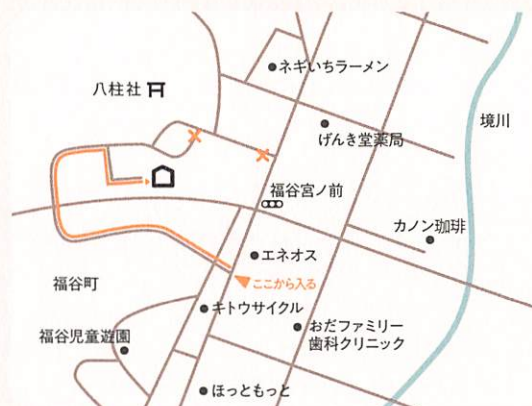 ネギいちラーメン
八柱社
げんき堂薬局
境川
福谷宮ノ前
カノン珈琲
エネオス
ここから入る
福谷町
キトウサイクル
おだファミリー
歯科クリニック
福谷児童遊園
ほっともっと